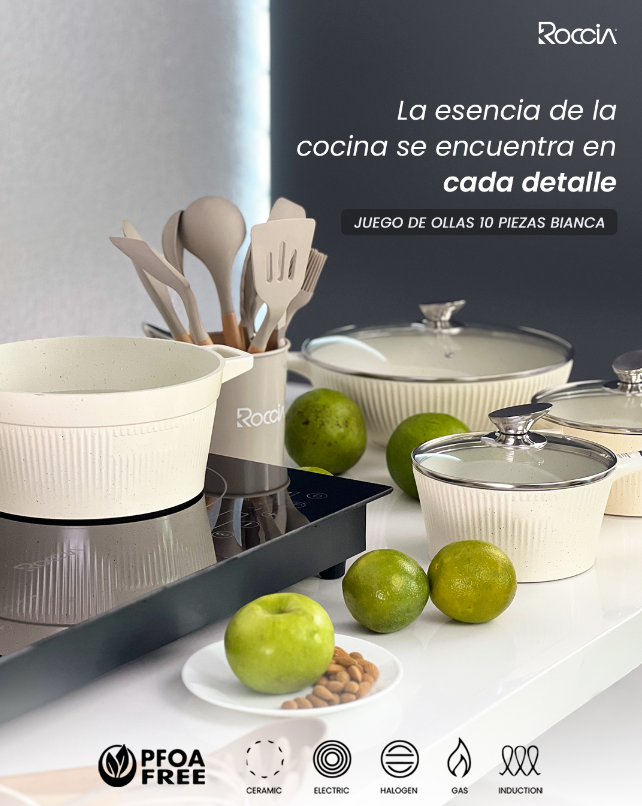 Roccia
La esencia de la
cocina se encuentra en
cada detalle
JUEGO DE OLLAS 10 PIEZAS BIANCA
Roccia
PFOA
FREE
CERAMIC
ELECTRIC
HALOGEN
GAS
INDUCTION